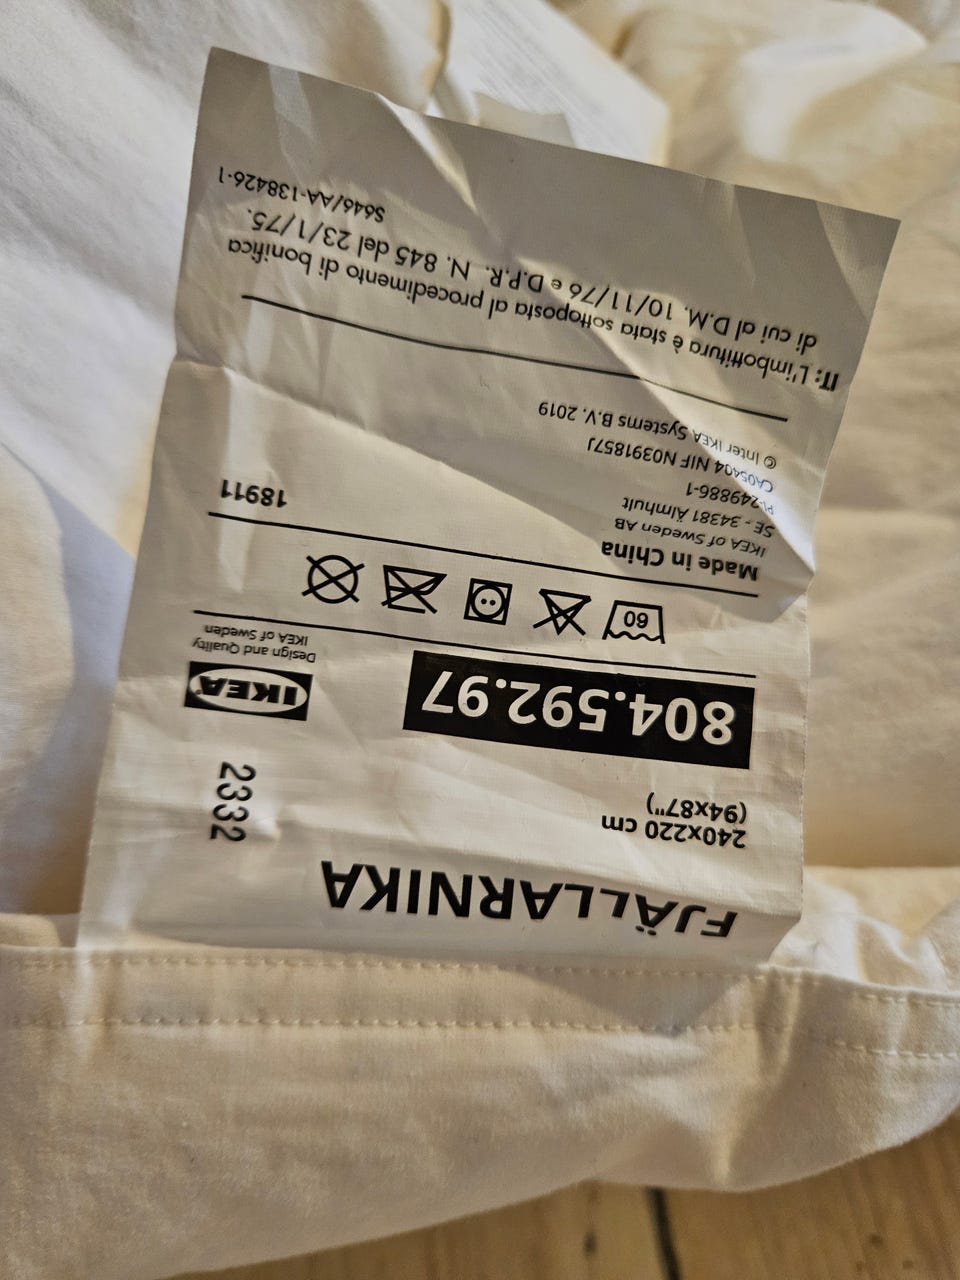 FJÄLLARNIKA
2332
240x220 cm
(94x87")
804.592.97
IKEA
Design and Quality
IKEA of Sweden
60
Made in China
18911
IKEA of Sweden AB
SE - 34381 Älmhult
PI-249886-1
CA05404 NIF N0391857J
© Inter IKEA Systems B.V. 2019
IT: L'imbottitura è stata sottoposta al procedimento di bonifica
di cui al D.M. 10/11/76 e D.P.R. N. 845 del 23/1/75.
S646/AA-138426-1